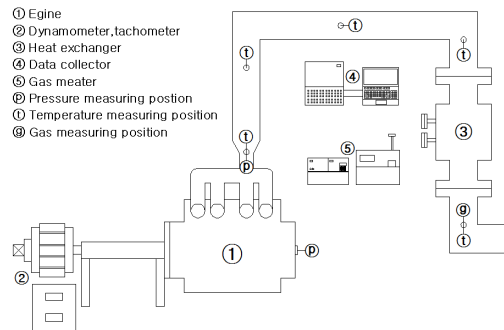 ① Egine
② Dynamometer,tachometer
③ Heat exchanger
④ Data collector
⑤ Gas meater
ⓟ Pressure measuring postion
ⓣ Temperature measuring position
ⓖ Gas measuring position
ⓣ
ⓣ
ⓣ
④
③
ⓣ
⑤
ⓟ
ⓖ
ⓣ
①
ⓟ
②